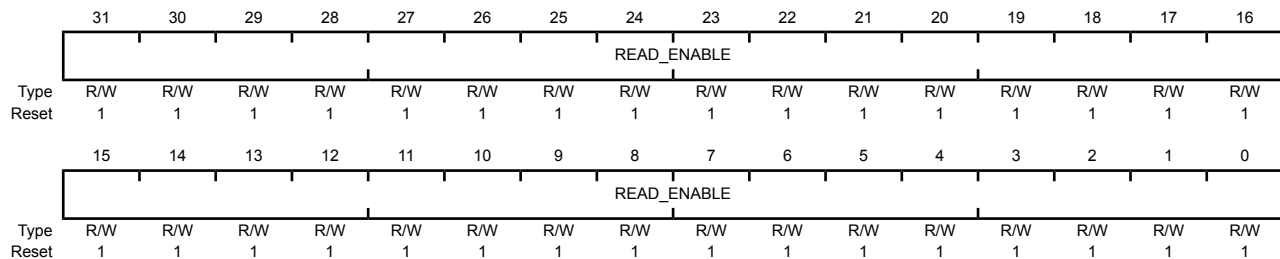 31 30 29 28 27 26 25 24 23 22 21 20 19 18 17 16
READ_ENABLE
Type R/W R/W R/W R/W R/W R/W R/W R/W R/W R/W R/W R/W R/W R/W R/W R/W
Reset 1 1 1 1 1 1 1 1 1 1 1 1 1 1 1 1
15 14 13 12 11 10 9 8 7 6 5 4 3 2 1 0
READ_ENABLE
Type R/W R/W R/W R/W R/W R/W R/W R/W R/W R/W R/W R/W R/W R/W R/W R/W
Reset 1 1 1 1 1 1 1 1 1 1 1 1 1 1 1 1